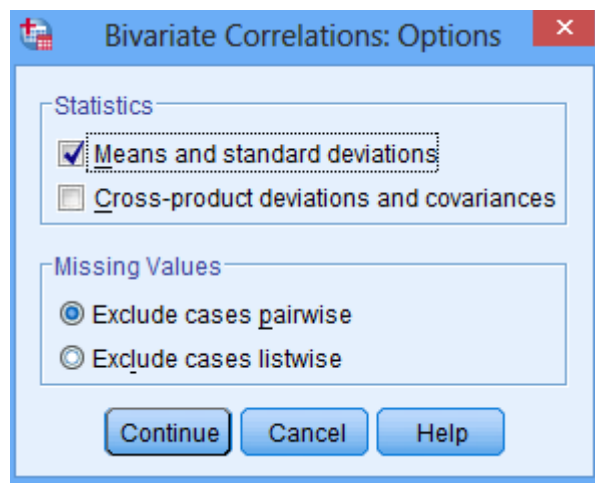 Bivariate Correlations: Options
Statistics
Means and standard deviations
Cross-product deviations and covariances
Missing Values
Exclude cases pairwise
Exclude cases listwise
Continue Cancel Help